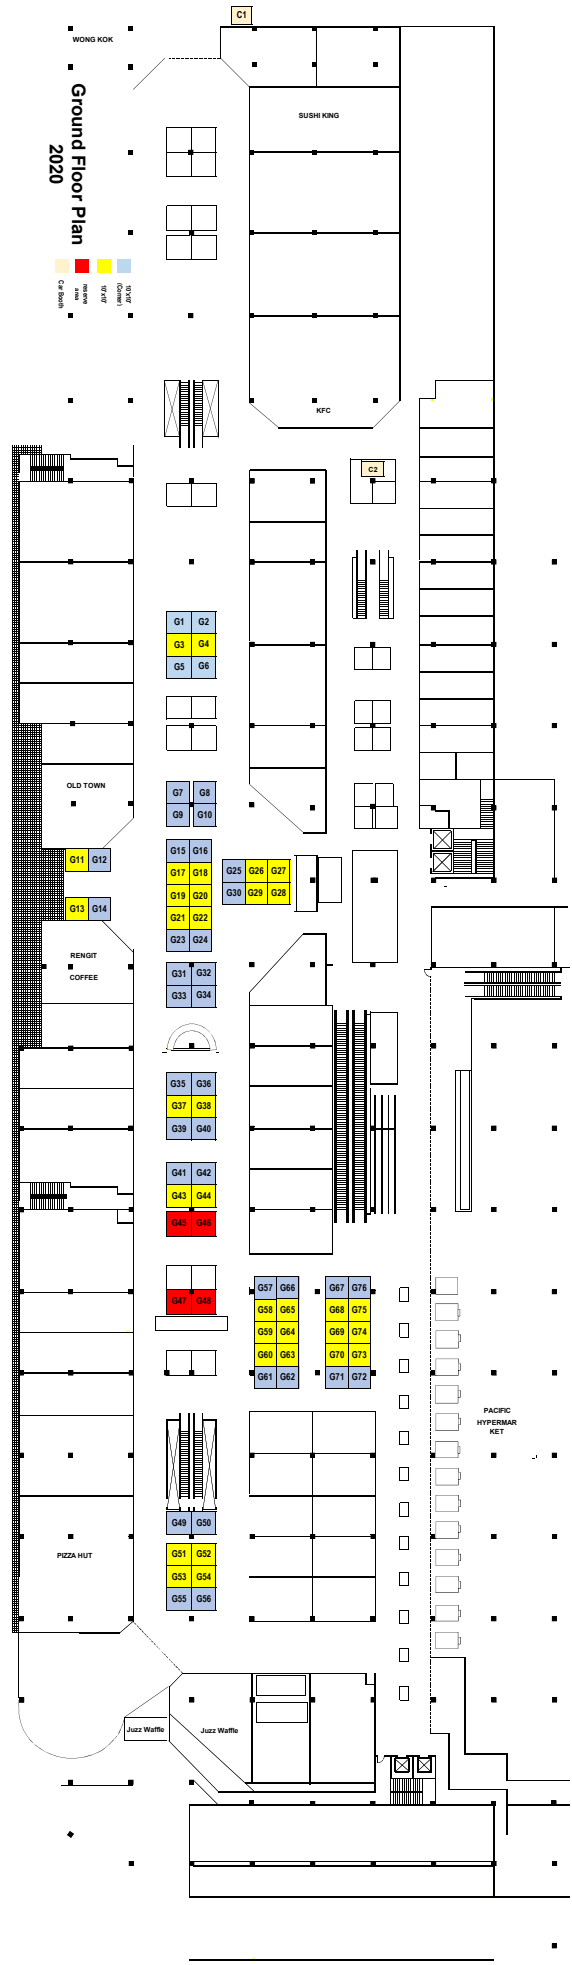 C1
WONG KOK
SUSHI KING
Ground Floor Plan
2020
10'x10'
(Corner)
10'x10'
reserve
area
Car Booth
KFC
C2
G1 G2
G3 G4
G5 G6
OLD TOWN
G7 G8
G9 G10
G11 G12
G13 G14
G15 G16
G17 G18
G19 G20
G21 G22
G23 G24
G25 G26 G27
G30 G29 G28
RENGIT
COFFEE
G31 G32
G33 G34
G35 G36
G37 G38
G39 G40
G41 G42
G43 G44
G45 G46
G47 G48
G57 G66
G58 G65
G59 G64
G60 G63
G61 G62
G67 G76
G68 G75
G69 G74
G70 G73
G71 G72
PACIFIC
HYPERMAR
KET
G49 G50
G51 G52
G53 G54
G55 G56
PIZZA HUT
Juzz Waffle
Juzz Waffle